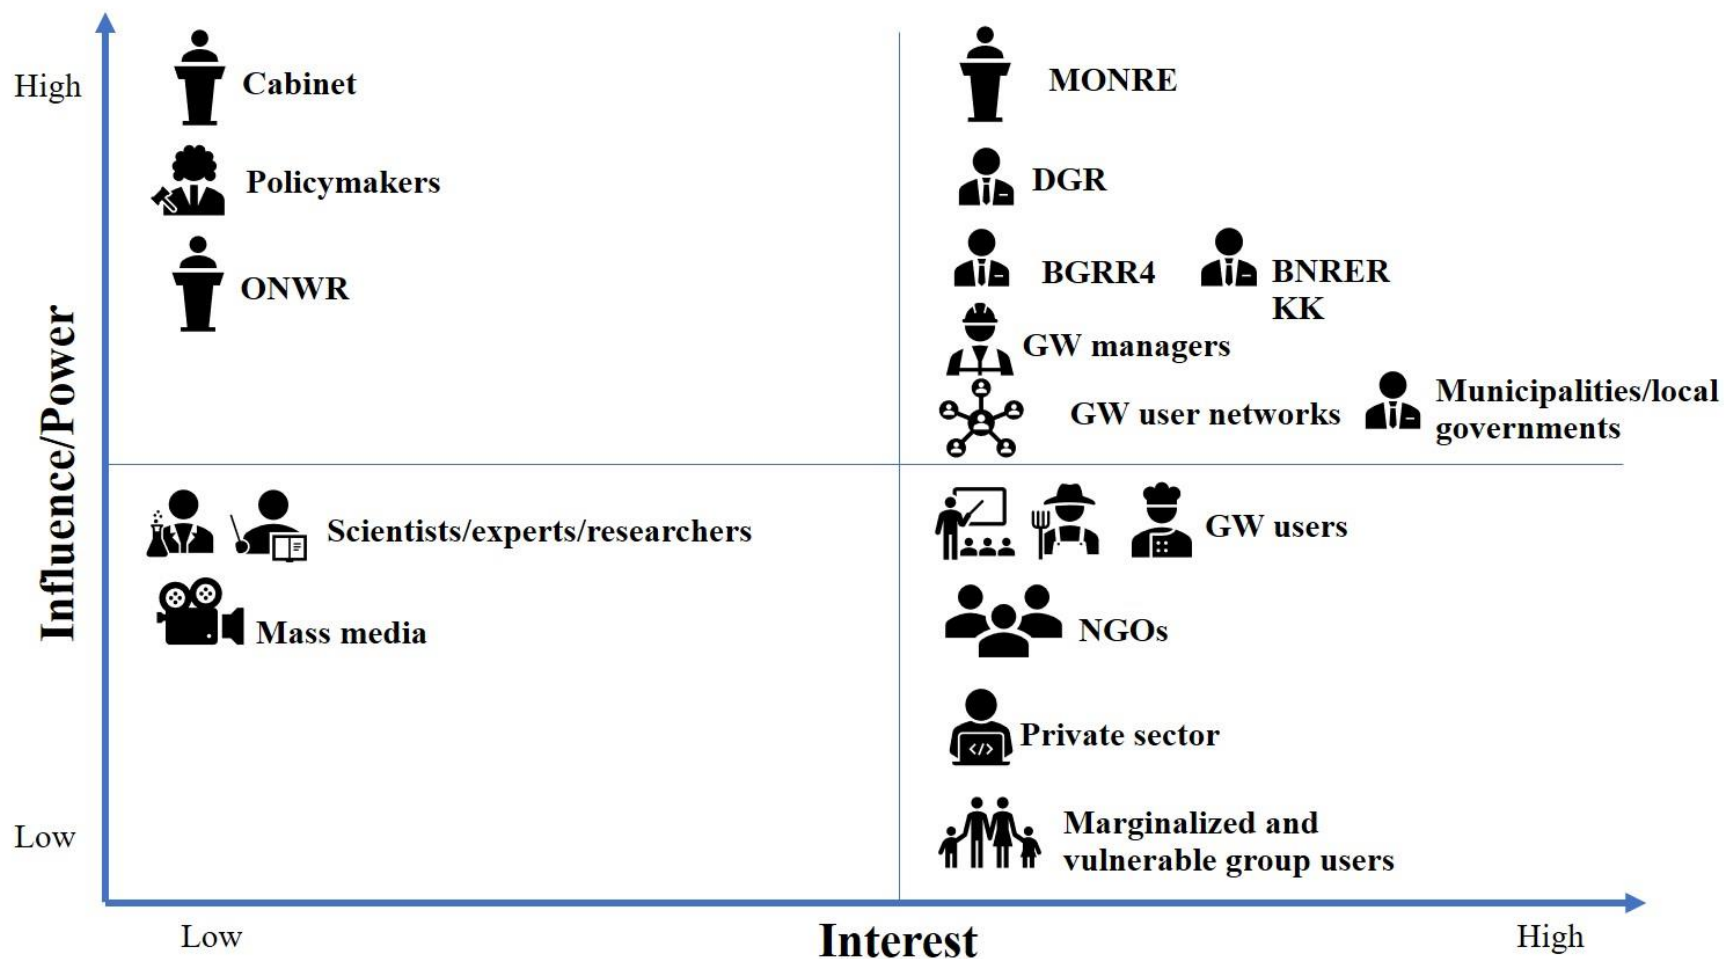 High
Cabinet
MONRE
Policymakers
DGR
ONWR
BGRR4
BNRER
KK
GW managers
GW user networks
Municipalities/local
governments
Influence/Power
Scientists/experts/researchers
GW users
Mass media
NGOs
Private sector
</>
Low
Marginalized and
vulnerable group users
Low
Interest
High